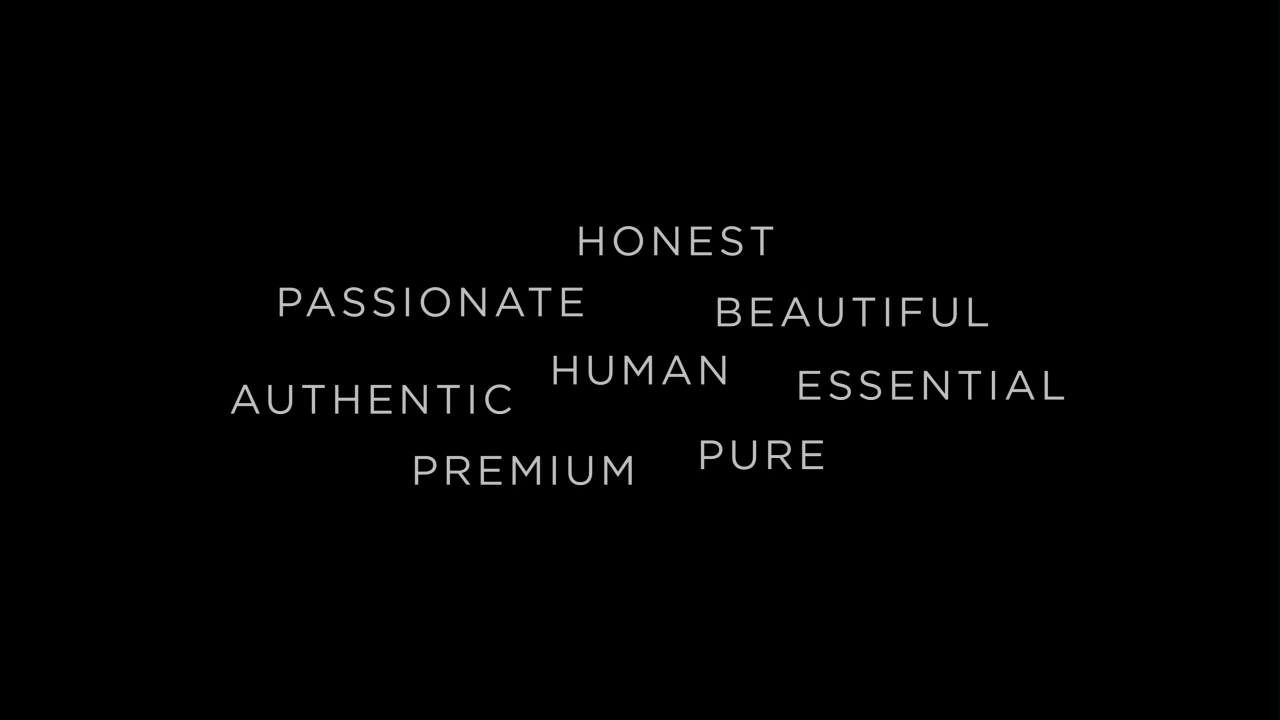 HONEST
PASSIONATE
BEAUTIFUL
HUMAN
ESSENTIAL
AUTHENTIC
PURE
PREMIUM